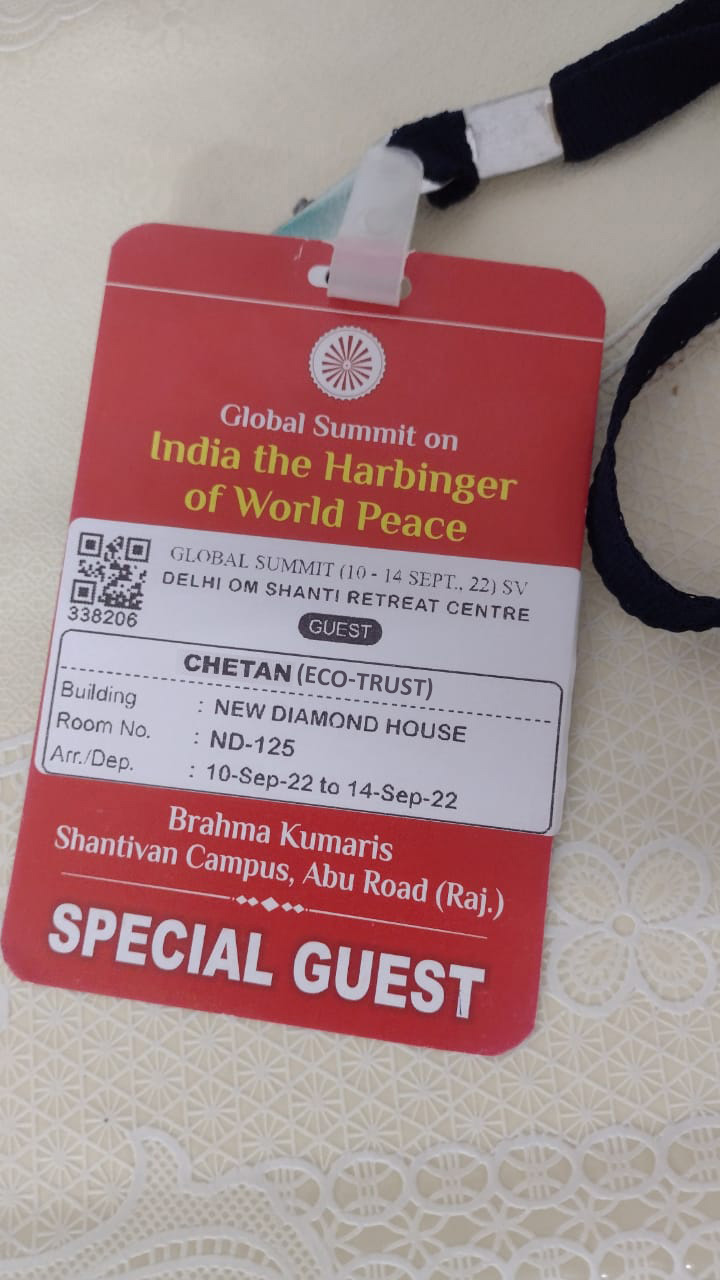 Global Summit on
India the Harbinger
of World Peace
GLOBAL SUMMIT (10 - 14 SEPT., 22) SV
DELHI OM SHANTI RETREAT CENTRE
338206
GUEST
CHETAN (ECO-TRUST)
Building : NEW DIAMOND HOUSE
Room No. : ND-125
Arr./Dep. : 10-Sep-22 to 14-Sep-22
Brahma Kumaris
Shantivan Campus, Abu Road (Raj.)
SPECIAL GUEST